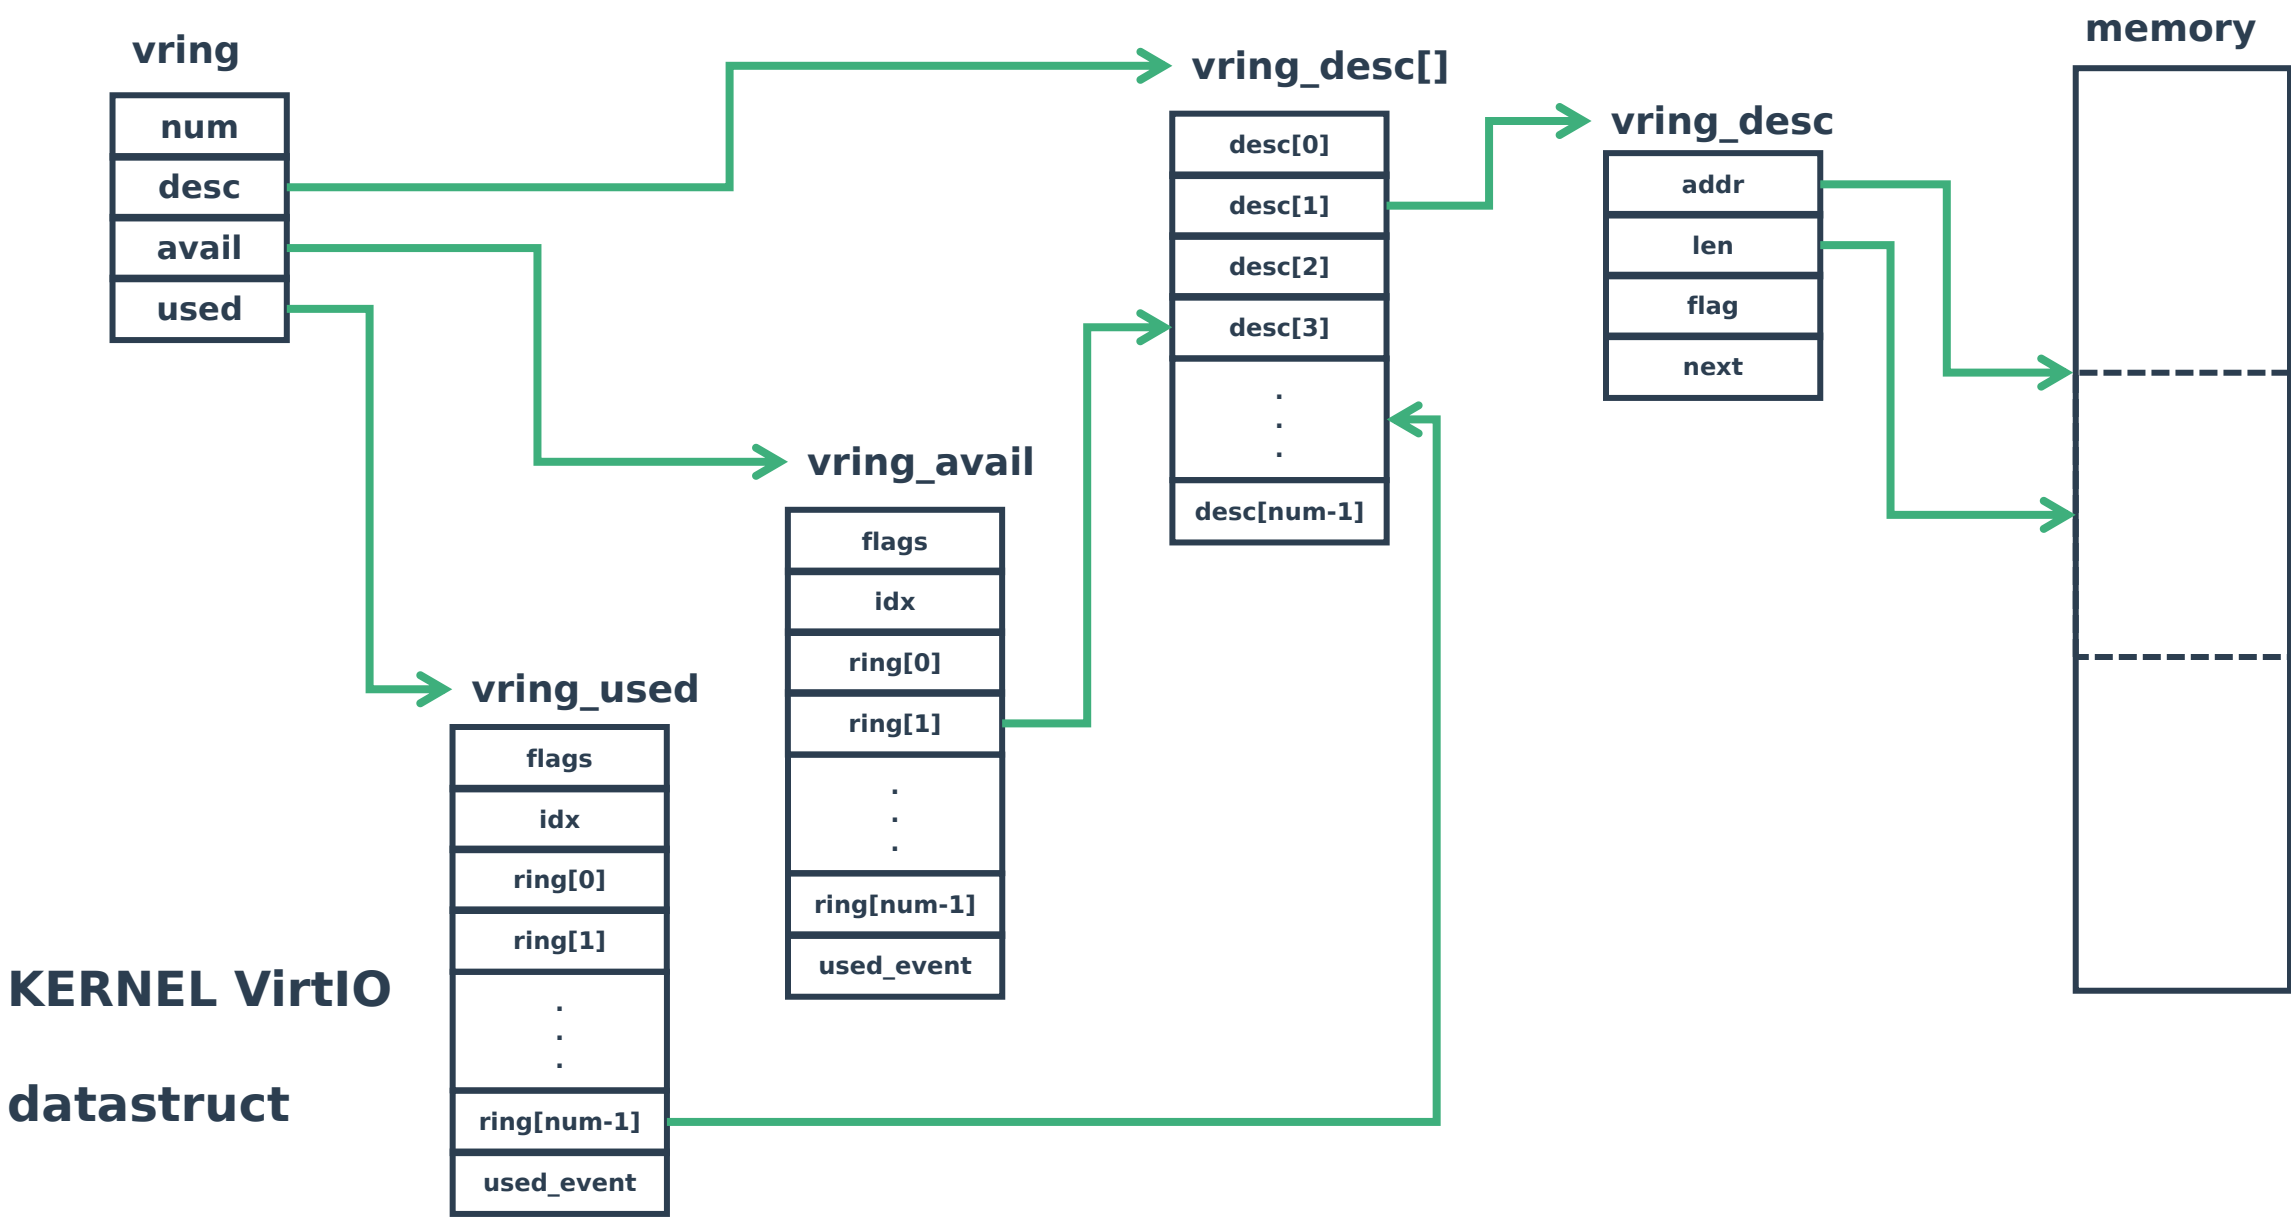 vring
num
desc
avail
used
vring_desc[]
desc[0]
desc[1]
desc[2]
desc[3]
.
.
.
desc[num-1]
vring_desc
addr
len
flag
next
memory
vring_avail
flags
idx
ring[0]
ring[1]
.
.
.
ring[num-1]
used_event
vring_used
flags
idx
ring[0]
ring[1]
.
.
.
ring[num-1]
used_event
KERNEL VirtIO
datastruct